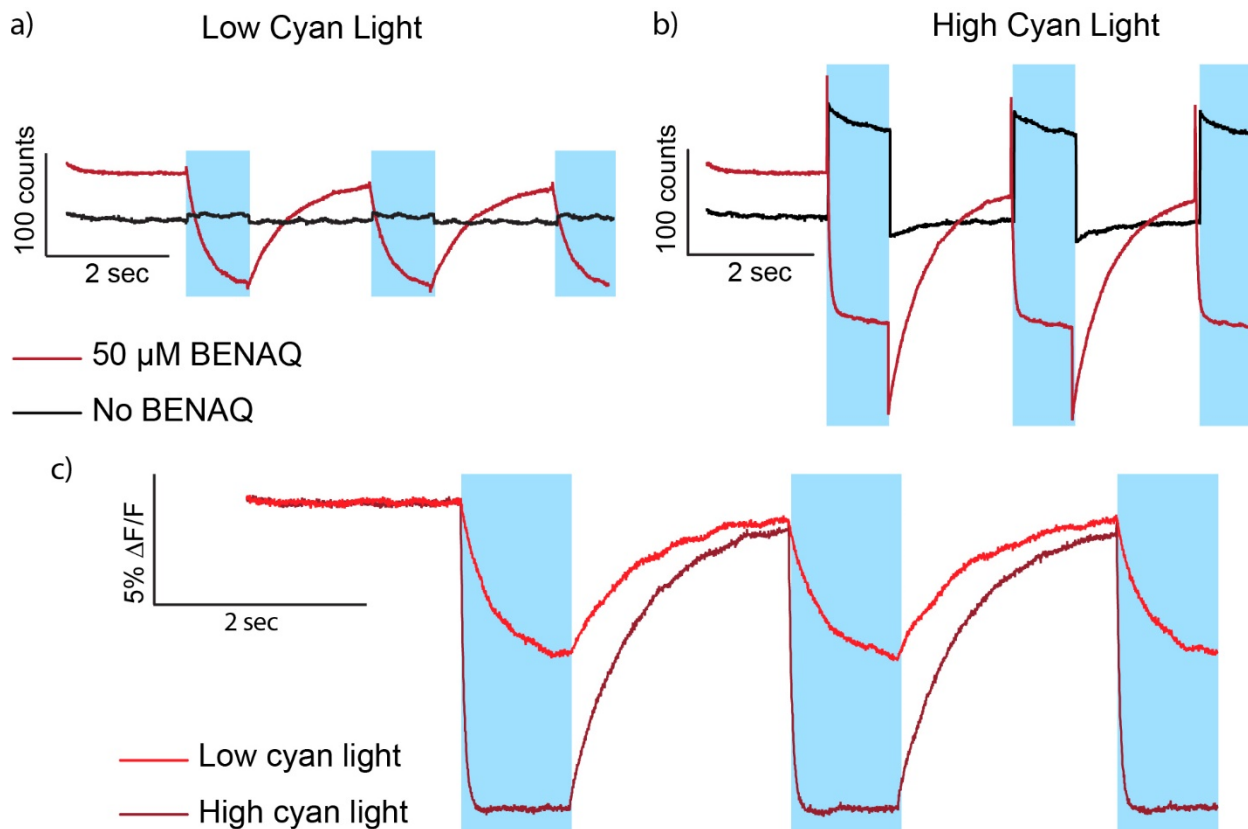 a)
Low Cyan Light
100 counts
2 sec
50 µM BENAQ
No BENAQ
b)
High Cyan Light
100 counts
2 sec
c)
5% ΔF/F
2 sec
Low cyan light
High cyan light